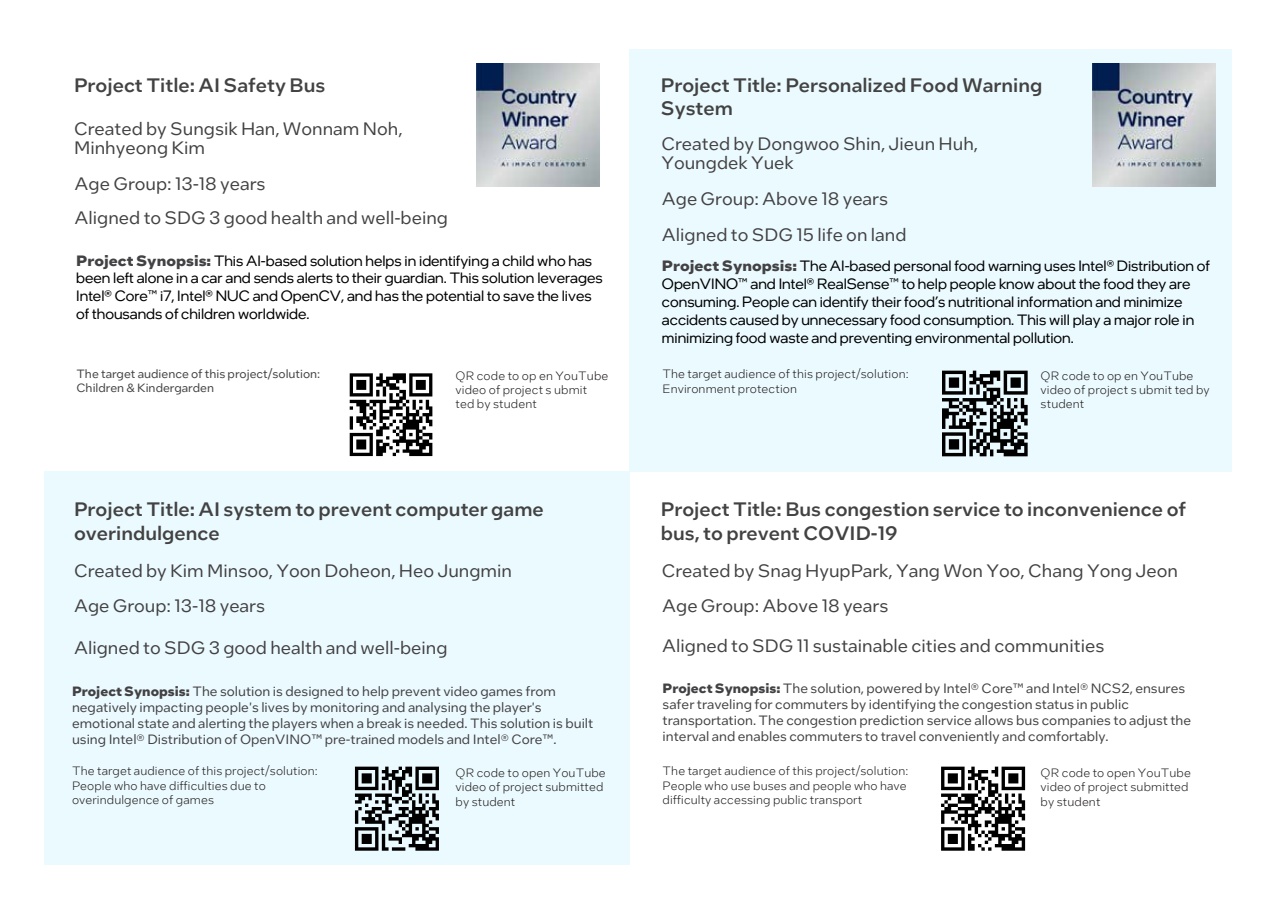 Project Title: AI Safety Bus
Created by Sungsik Han, Wonnam Noh,
Minhyeong Kim
Age Group: 13-18 years
Aligned to SDG 3 good health and well-being
Country
Winner
Award
AI IMPACT CREATORS
Project Synopsis: This AI-based solution helps in identifying a child who has
been left alone in a car and sends alerts to their guardian. This solution leverages
Intel® Core™ i7, Intel® NUC and OpenCV, and has the potential to save the lives
of thousands of children worldwide.
The target audience of this project/solution:
Children & Kindergarden
QR code to op en YouTube
video of project s ubmit
ted by student
Project Title: Personalized Food Warning
System
Created by Dongwoo Shin, Jieun Huh,
Youngdek Yuek
Age Group: Above 18 years
Aligned to SDG 15 life on land
Country
Winner
Award
AI IMPACT CREATORS
Project Synopsis: The AI-based personal food warning uses Intel® Distribution of
OpenVINO™ and Intel® RealSense™ to help people know about the food they are
consuming. People can identify their food's nutritional information and minimize
accidents caused by unnecessary food consumption. This will play a major role in
minimizing food waste and preventing environmental pollution.
The target audience of this project/solution:
Environment protection
QR code to op en YouTube
video of project s ubmit ted by
student
Project Title: AI system to prevent computer game
overindulgence
Created by Kim Minsoo, Yoon Doheon, Heo Jungmin
Age Group: 13-18 years
Aligned to SDG 3 good health and well-being
Project Synopsis: The solution is designed to help prevent video games from
negatively impacting people's lives by monitoring and analysing the player's
emotional state and alerting the players when a break is needed. This solution is built
using Intel® Distribution of OpenVINO™ pre-trained models and Intel® Core™.
The target audience of this project/solution:
People who have difficulties due to
overindulgence of games
QR code to open YouTube
video of project submitted
by student
Project Title: Bus congestion service to inconvenience of
bus, to prevent COVID-19
Created by Snag HyupPark, Yang Won Yoo, Chang Yong Jeon
Age Group: Above 18 years
Aligned to SDG 11 sustainable cities and communities
Project Synopsis: The solution, powered by Intel® Core™ and Intel® NCS2, ensures
safer traveling for commuters by identifying the congestion status in public
transportation. The congestion prediction service allows bus companies to adjust the
interval and enables commuters to travel conveniently and comfortably.
The target audience of this project/solution:
People who use buses and people who have
difficulty accessing public transport
QR code to open YouTube
video of project submitted
by student